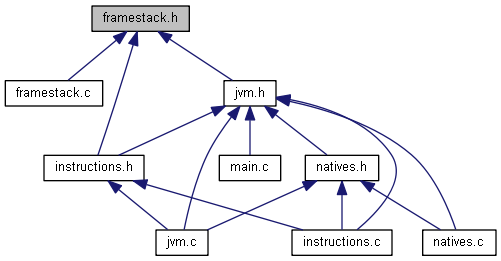 framestack.h
framestack.c
jvm.h
instructions.h
main.c
natives.h
jvm.c
instructions.c
natives.c